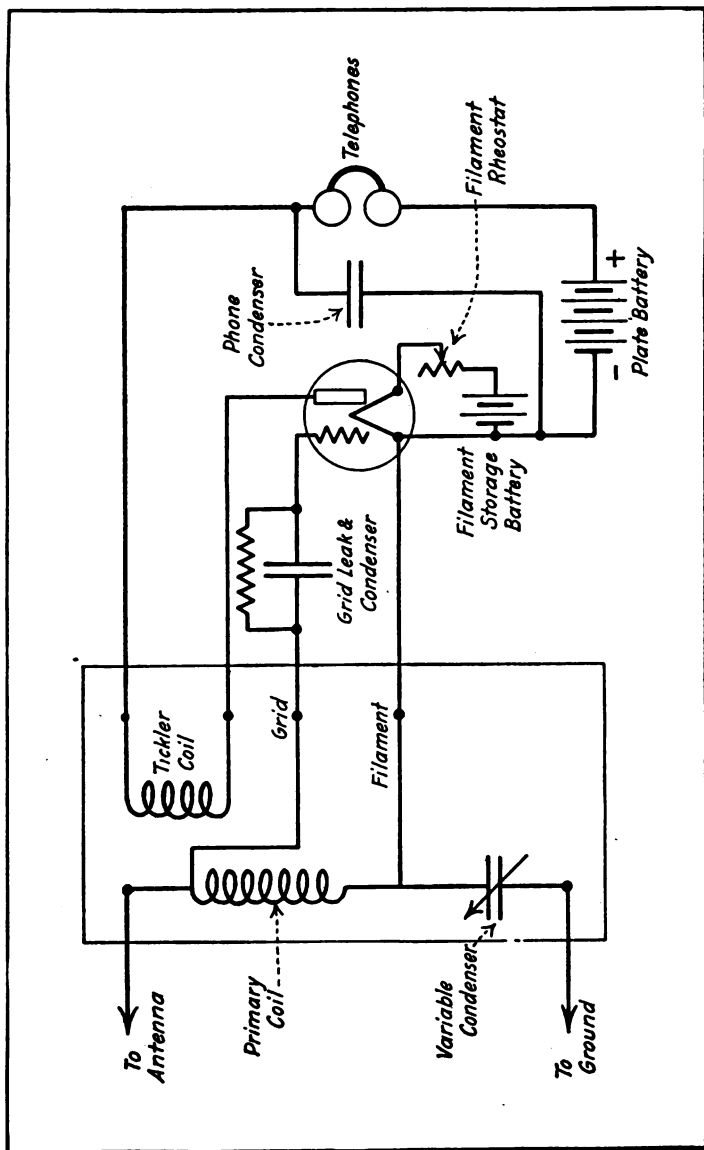 To
Antenna
Primary
Coil
Variable
Condenser
To
Ground
Tickler
Coil
Grid
Filament
Grid Leak &
Condenser
Phone
Condenser
Filament
Storage
Battery
Telephones
Filament
Rheostat
- +
Plate Battery